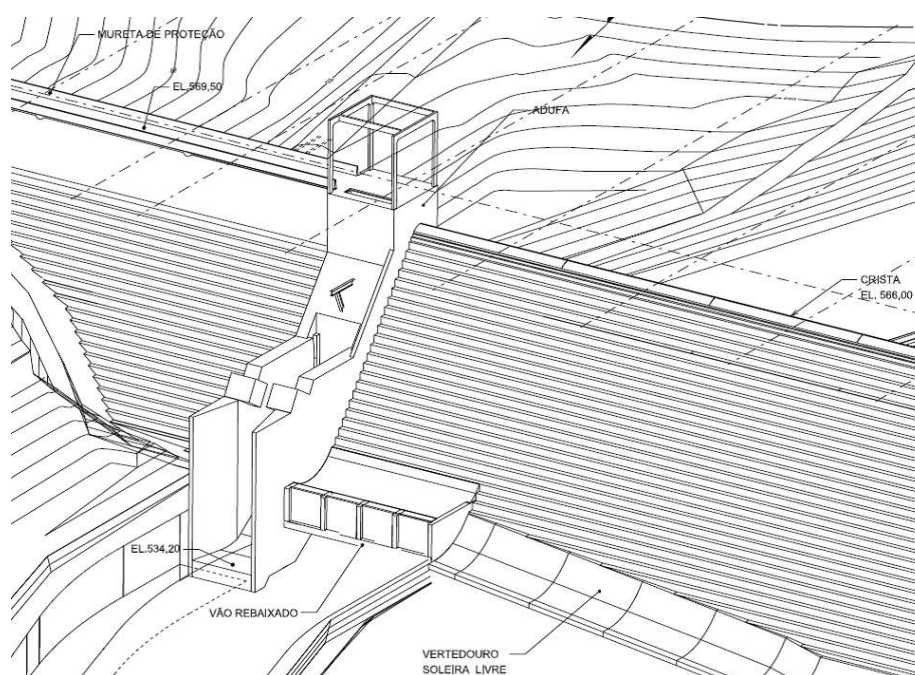 MURETA DE PROTEÇÃO
EL.569,50
ADUFA
CRISTA
EL. 566,00
EL.534,20
VÃO REBAIXADO
VERTEDOURO
SOLEIRA LIVRE